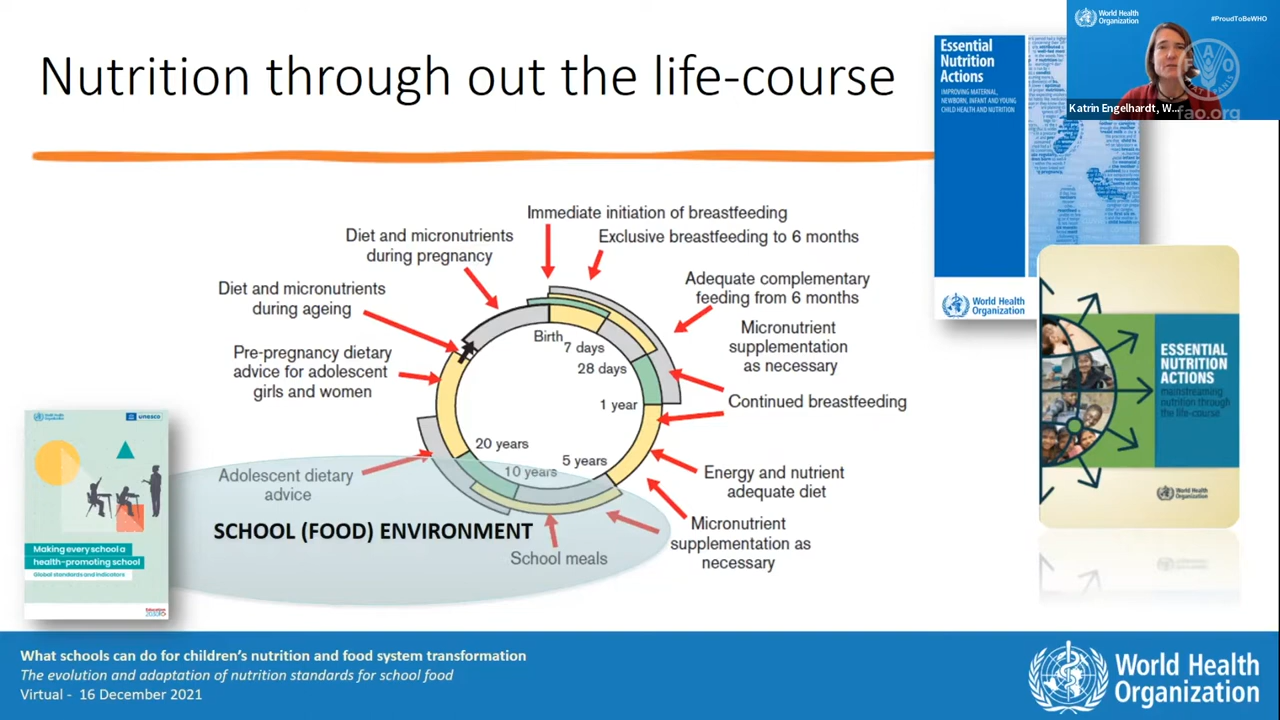 Nutrition through out the life-course
Essential
Nutrition
Actions
IMPROVING MATERNAL,
NEWBORN, INFANT AND YOUNG
CHILD HEALTH AND NUTRITION
World Health
Organization
World Health
Organization
#ProudToBeWHO
FAO
Katrin Engelhardt, W...
fao.org
Immediate initiation of breastfeeding
Exclusive breastfeeding to 6 months
Diet and micronutrients
during pregnancy
Adequate complementary
feeding from 6 months
Diet and micronutrients
during ageing
Micronutrient
supplementation
as necessary
Pre-pregnancy dietary
advice for adolescent
girls and women
Continued breastfeeding
Birth
7 days
28 days
1 year
5 years
10 years
20 years
Energy and nutrient
adequate diet
Adolescent dietary
advice
SCHOOL (FOOD) ENVIRONMENT
School meals
Micronutrient
supplementation as
necessary
ESSENTIAL
NUTRITION
ACTIONS
mainstreaming
nutrition through
the life-course
World Health
Organization
unesco
Making every school a
health-promoting school
Global standards and indicators
What schools can do for children's nutrition and food system transformation
The evolution and adaptation of nutrition standards for school food
Virtual - 16 December 2021
World Health
Organization